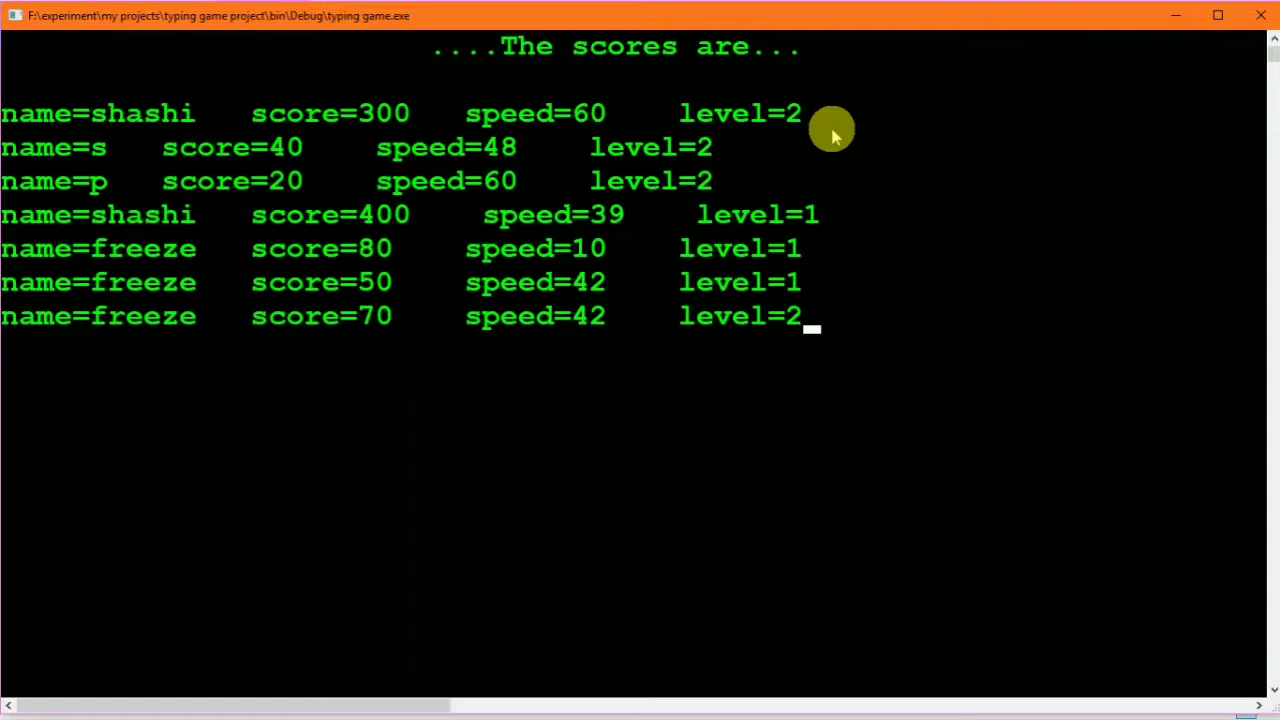 F:\experiment\my projects\typing game project\bin\Debug\typing game.exe
....The scores are...
name=shashi   score=300   speed=60    level=2
name=s   score=40    speed=48    level=2
name=p   score=20    speed=60    level=2
name=shashi   score=400    speed=39    level=1
name=freeze   score=80    speed=10    level=1
name=freeze   score=50    speed=42    level=1
name=freeze   score=70    speed=42    level=2